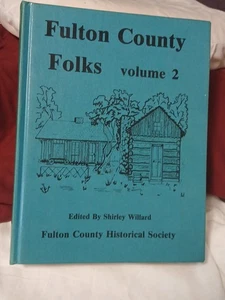 Fulton County
Folks volume 2
Edited By Shirley Willard
Fulton County Historical Society